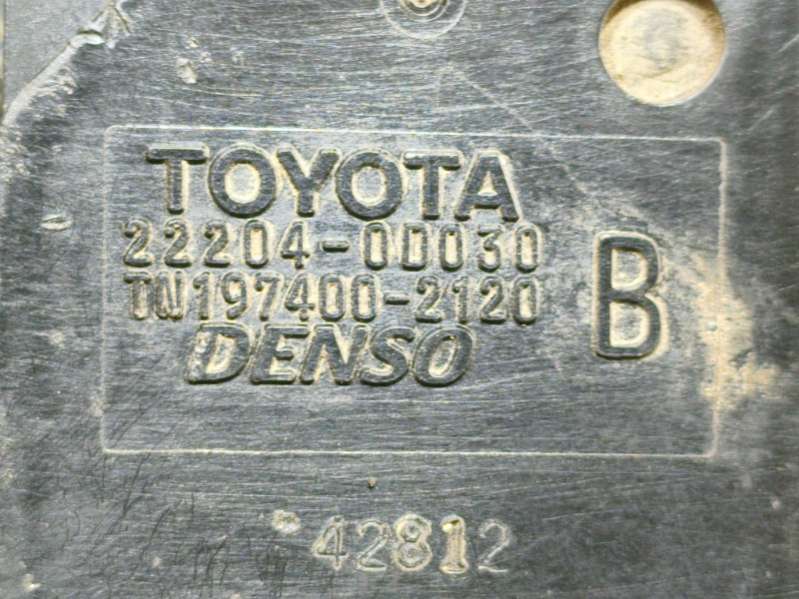 TOYOTA
22204-0D030
TN197400-2120
B
DENSO
42812